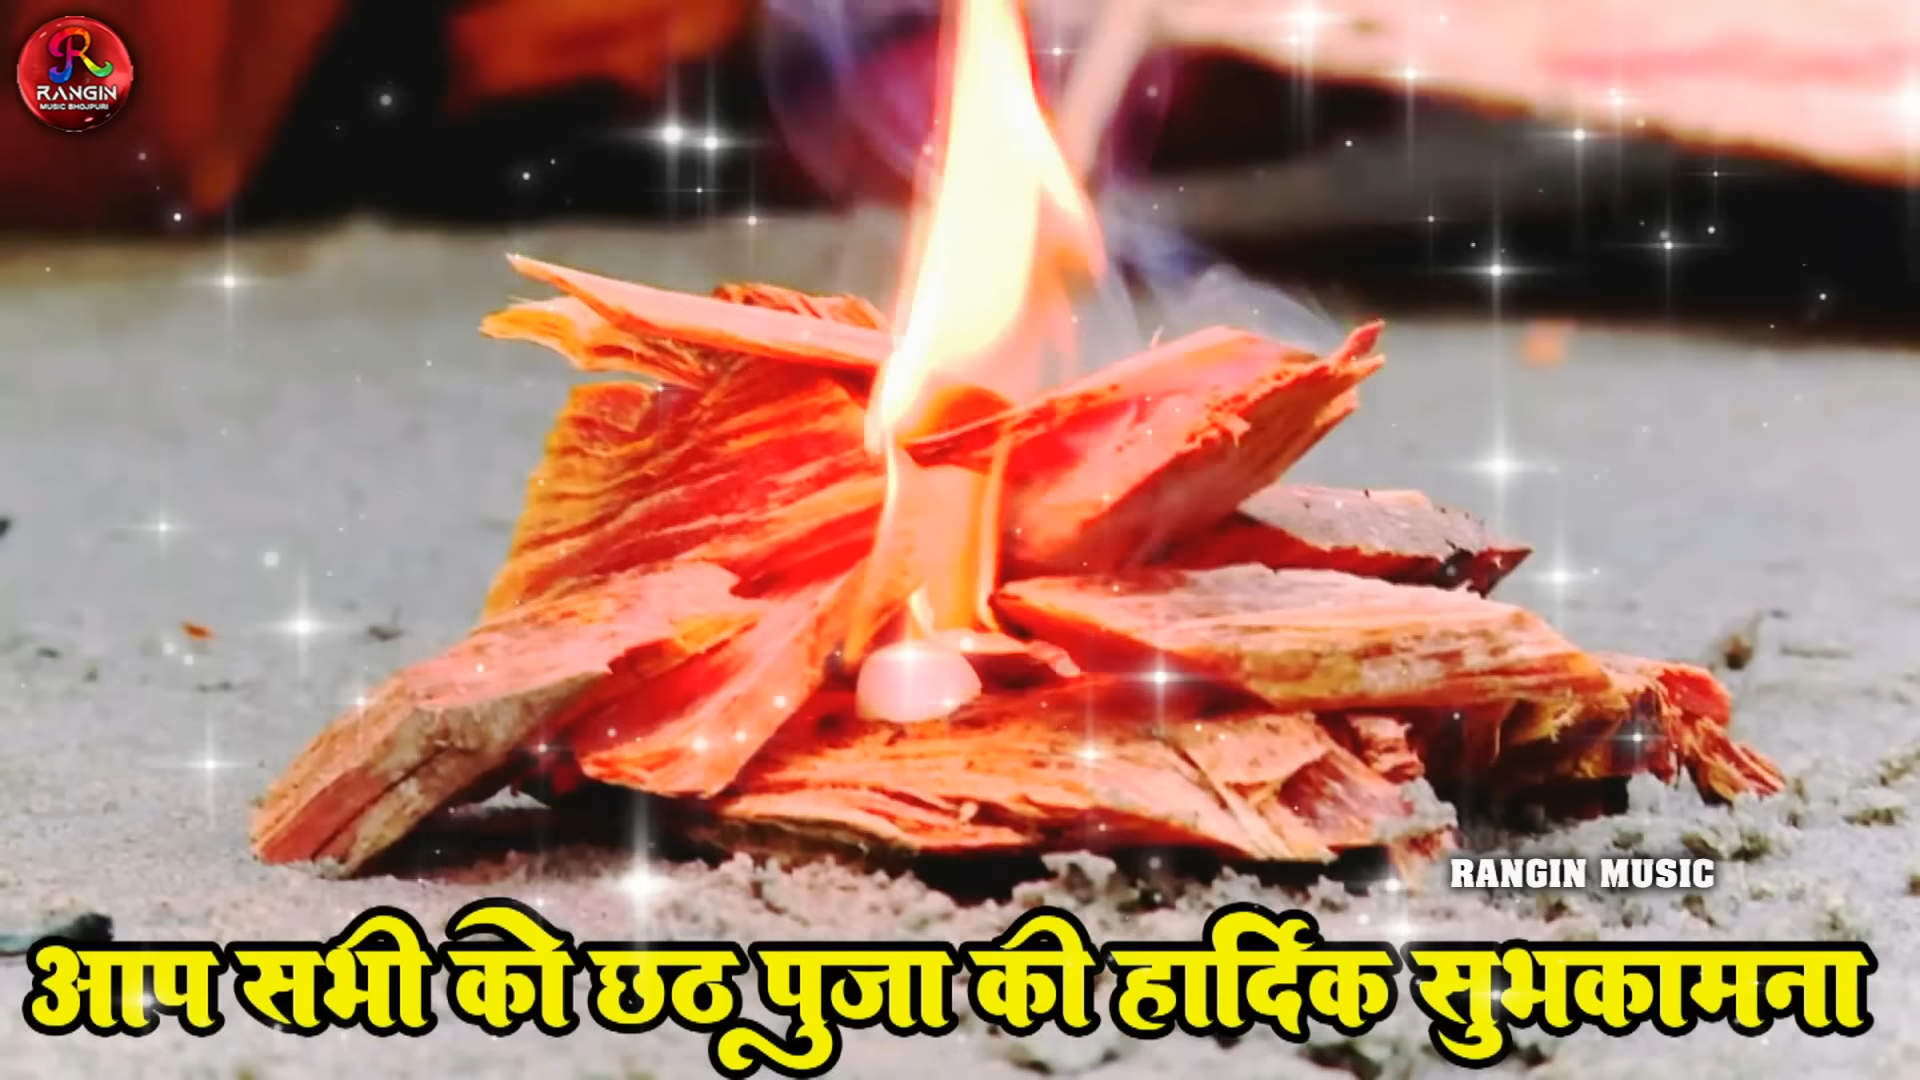 RANGIN
MUSIC BHOJPURI
RANGIN MUSIC
आप सभी को छठू पुजा की हार्दिक सुभकामना